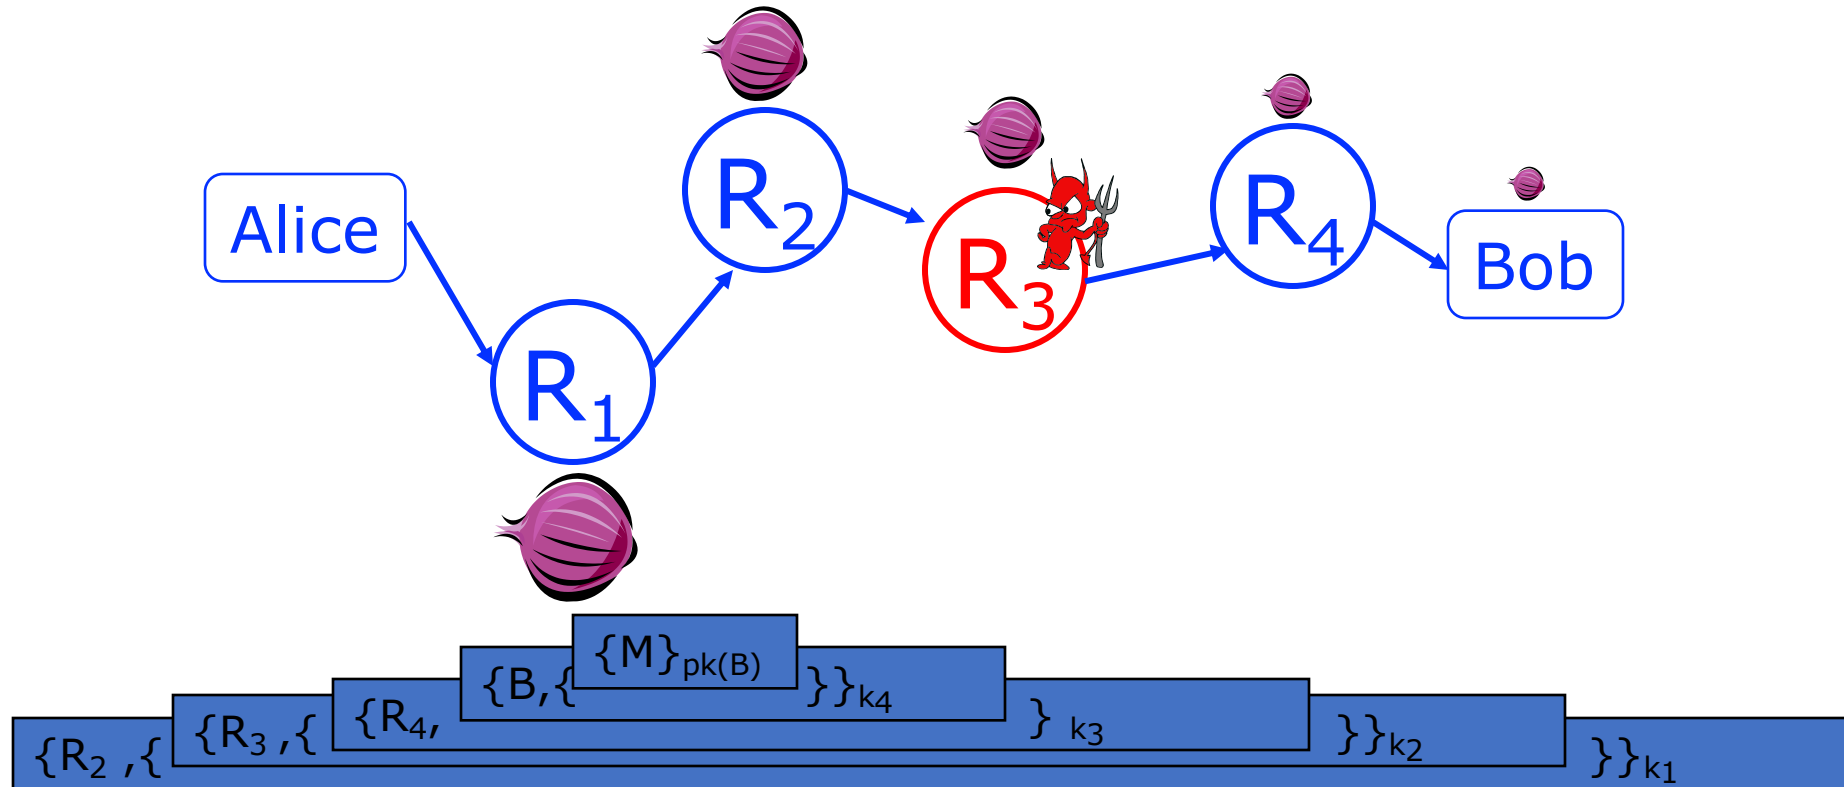 Alice
R1
R2
R3
R4
Bob
{M}pk(B)
{B,{ }}k4
{R4, } k3
{R3 ,{ }}k2
{R2 ,{ }}k1